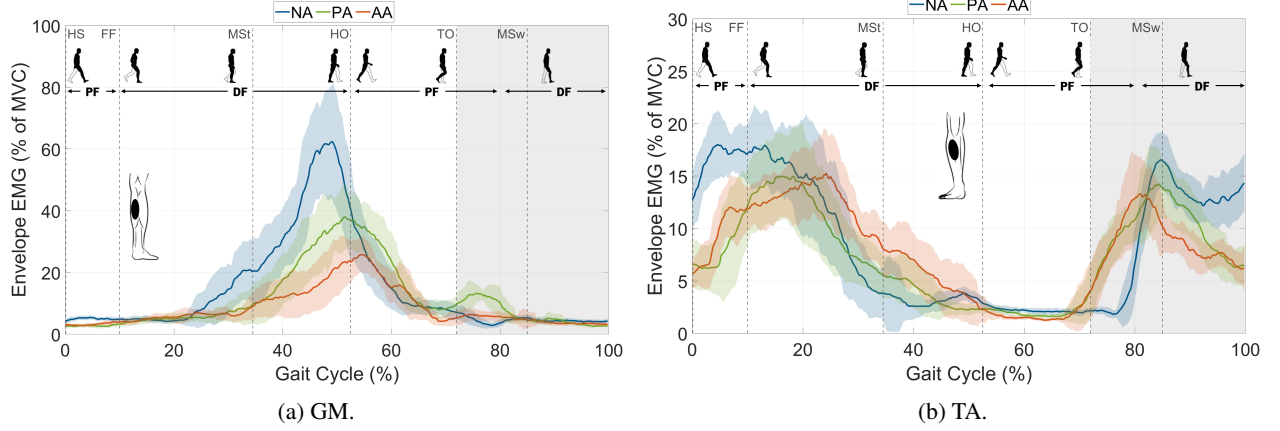 NA PA AA
100
80
60
40
20
0
Envelope EMG (% of MVC)
HS FF MSt HO TO MSw
PF DF PF DF
0 20 40 60 80 100
Gait Cycle (%)
(a) GM.
NA PA AA
30
25
20
15
10
5
0
Envelope EMG (% of MVC)
HS FF MSt HO TO MSw
PF DF PF DF
0 20 40 60 80 100
Gait Cycle (%)
(b) TA.